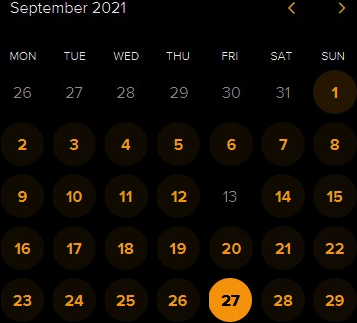 September 2021
MON TUE WED THU FRI SAT SUN
26 27 28 29 30 31 1
2 3 4 5 6 7 8
9 10 11 12 13 14 15
16 17 18 19 20 21 22
23 24 25 26 27 28 29